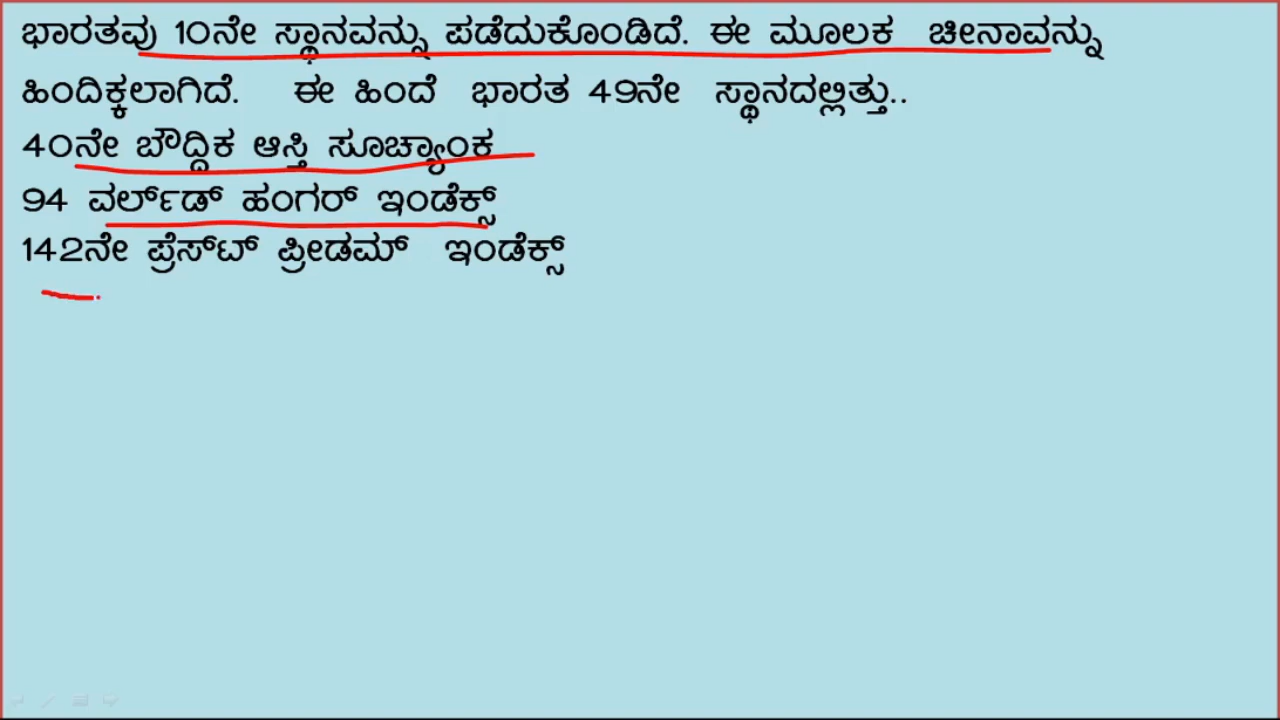 ಭಾರತವು 10ನೇ ಸ್ಥಾನವನ್ನು ಪಡೆದುಕೊಂಡಿದೆ. ಈ ಮೂಲಕ ಚೀನಾವನ್ನು
ಹಿಂದಿಕ್ಕಲಾಗಿದೆ. ಈ ಹಿಂದೆ ಭಾರತ 49ನೇ ಸ್ಥಾನದಲ್ಲಿತ್ತು..
40ನೇ ಬೌದ್ದಿಕ ಆಸ್ತಿ ಸೂಚ್ಯಾಂಕ
94 ವರ್ಲ್‌ಡ್ ಹಂಗರ್ ಇಂಡೆಕ್ಸ್
142ನೇ ಪ್ರೆಸ್‌ಟ್ ಪ್ರೀಡಮ್ ಇಂಡೆಕ್ಸ್